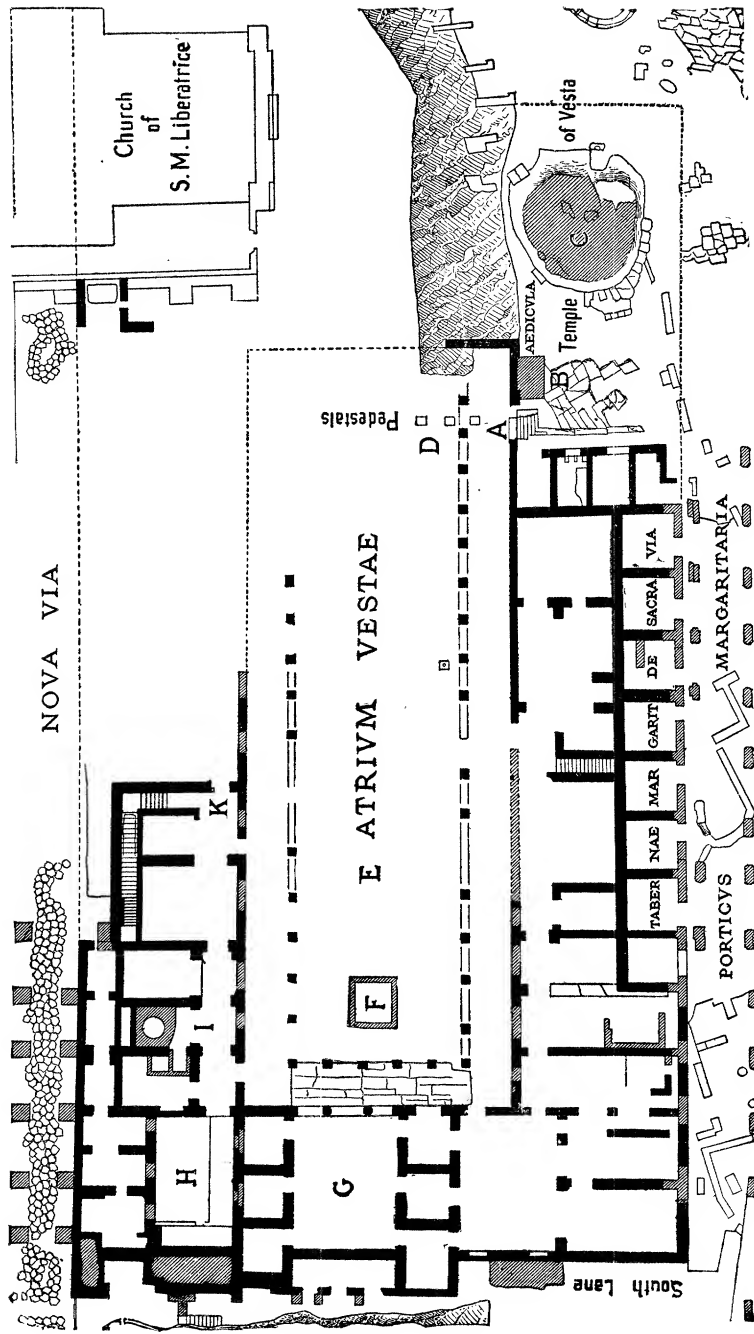 Church
of
S. M. Liberatrice
NOVA VIA
of Vesta
C
Temple
AEDICVLA
B
Pedestals
D
A
E ATRIVM VESTAE
K
F
I
H
G
TABER NAE MAR GARIT DE SACRA VIA
PORTICVS MARGARITARIA
South Lane